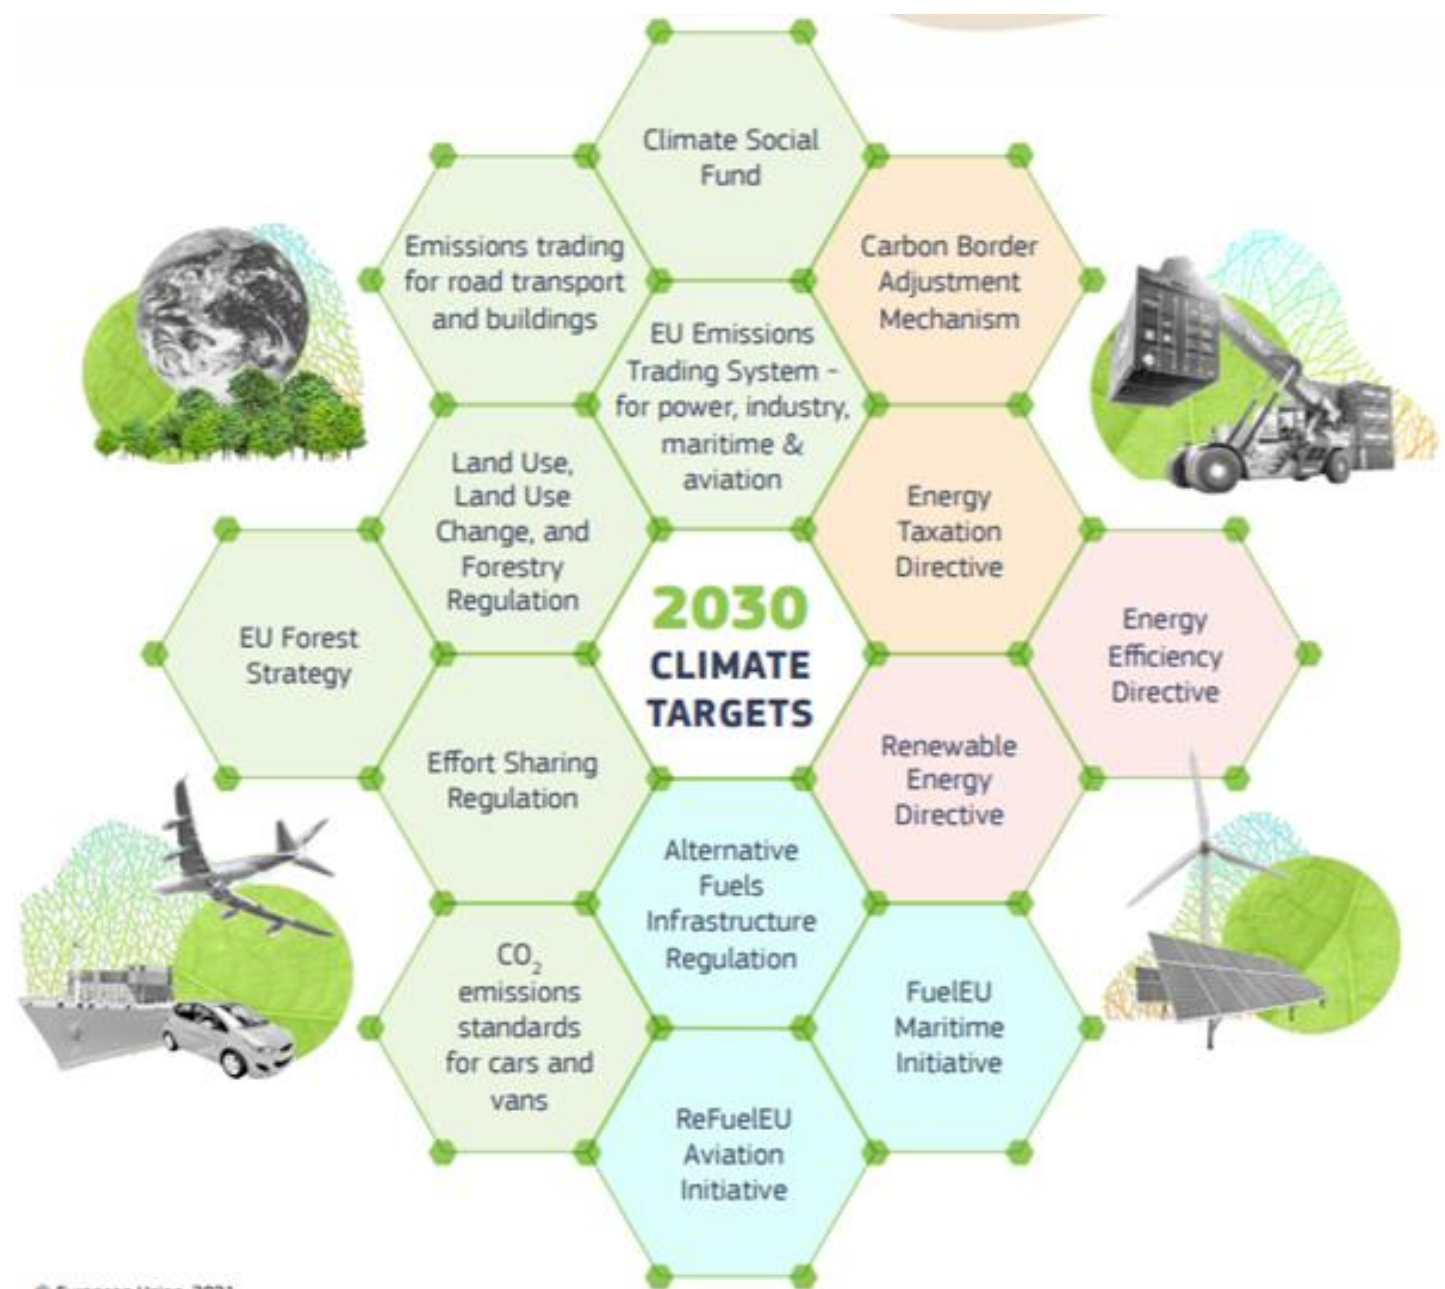 Climate Social
Fund
Emissions trading
for road transport
and buildings
Carbon Border
Adjustment
Mechanism
EU Emissions
Trading System -
for power, industry,
maritime &
aviation
Land Use,
Land Use
Change, and
Forestry
Regulation
Energy
Taxation
Directive
EU Forest
Strategy
2030
CLIMATE
TARGETS
Energy
Efficiency
Directive
Effort Sharing
Regulation
Renewable
Energy
Directive
Alternative
Fuels
Infrastructure
Regulation
CO₂
emissions
standards
for cars and
vans
FuelEU
Maritime
Initiative
ReFuelEU
Aviation
Initiative